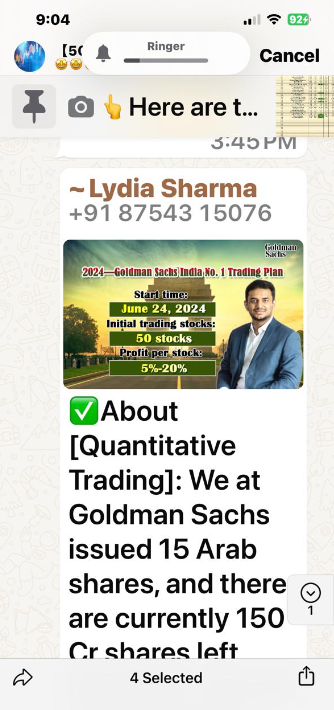 9:04
92
【50
Ringer
Cancel
Here are t...
3:45 PM
~Lydia Sharma
+91 87543 15076
Goldman
Sachs
2024—Goldman Sachs India No. 1 Trading Plan
Start time:
June 24, 2024
Initial trading stocks:
50 stocks
Profit per stock:
5%-20%
✅About
[Quantitative
Trading]: We at
Goldman Sachs
issued 15 Arab
shares, and there
are currently 150
Cr shares left
1
4 Selected